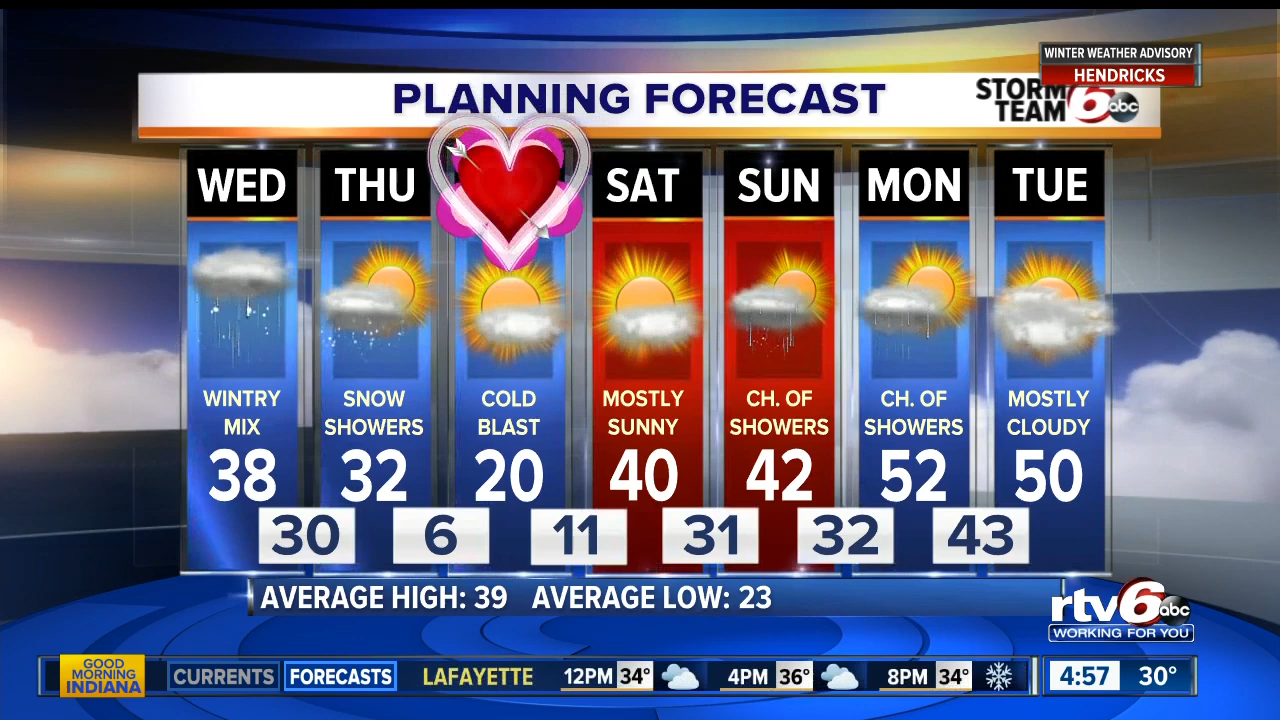 WINTER WEATHER ADVISORY
HENDRICKS
PLANNING FORECAST
STORM
TEAM 6 abc
WED THU SAT SUN MON TUE
WINTRY MIX
SNOW SHOWERS
COLD BLAST
MOSTLY SUNNY
CH. OF SHOWERS
CH. OF SHOWERS
MOSTLY CLOUDY
38 32 20 40 42 52 50
30 6 11 31 32 43
AVERAGE HIGH: 39 AVERAGE LOW: 23
rtv6 abc
WORKING FOR YOU
GOOD
MORNING
INDIANA
CURRENTS FORECASTS LAFAYETTE 12PM 34° 4PM 36° 8PM 34° 4:57 30°